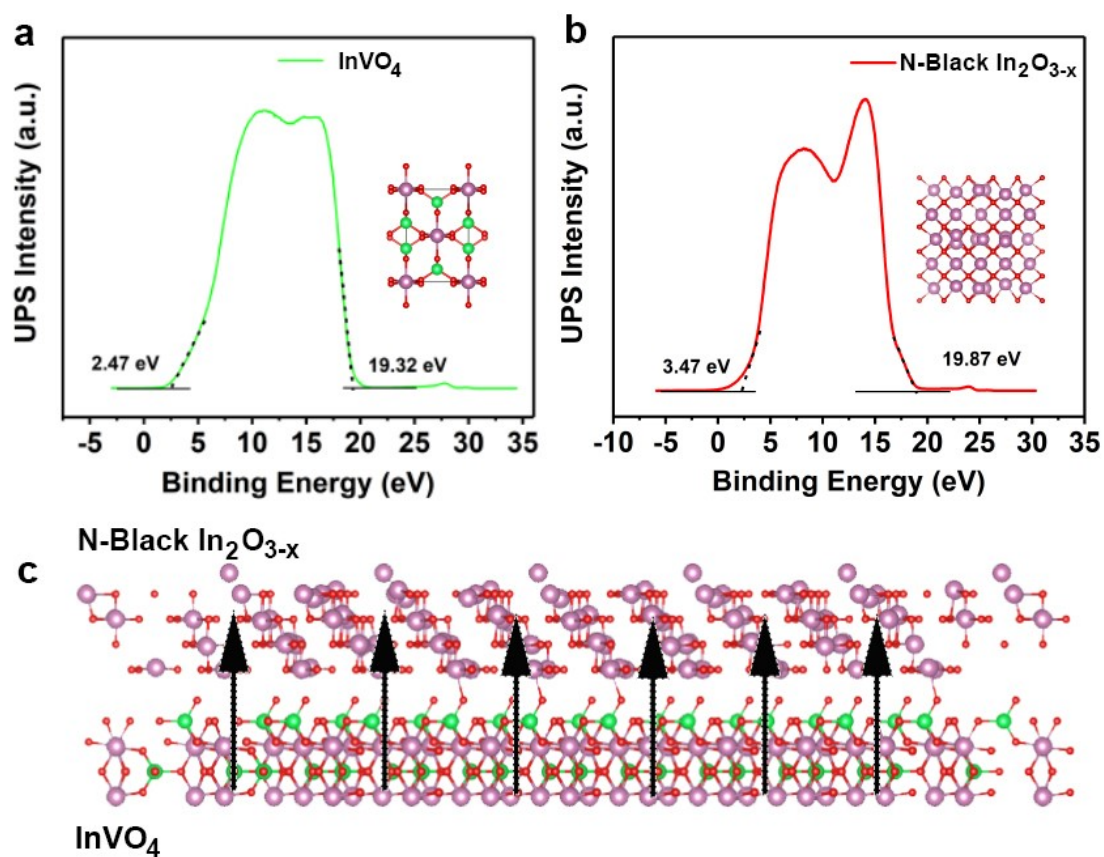 a
InVO₄
UPS Intensity (a.u.)
2.47 eV
19.32 eV
-5 0 5 10 15 20 25 30 35
Binding Energy (eV)
b
N-Black In₂O₃₋ₓ
UPS Intensity (a.u.)
3.47 eV
19.87 eV
-10 -5 0 5 10 15 20 25 30 35
Binding Energy (eV)
N-Black In₂O₃₋ₓ
c
InVO₄